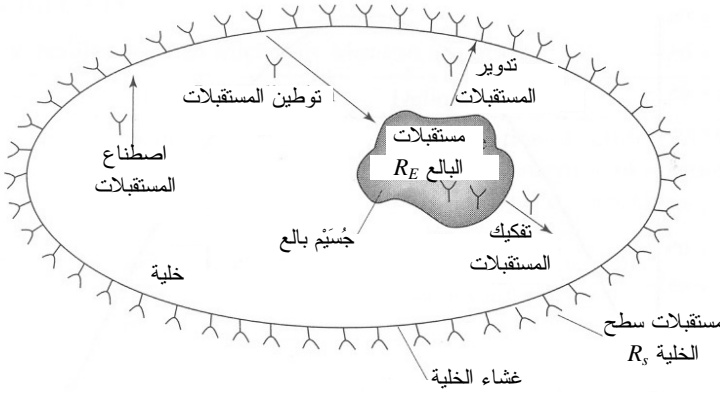 تدوير
المستقبلات
توطين المستقبلات
اصطناع
المستقبلات
مستقبلات
البالع R_E
تفكيك
المستقبلات
جُسَيْم بالع
خلية
مستقبلات سطح
الخلية R_s
غشاء الخلية